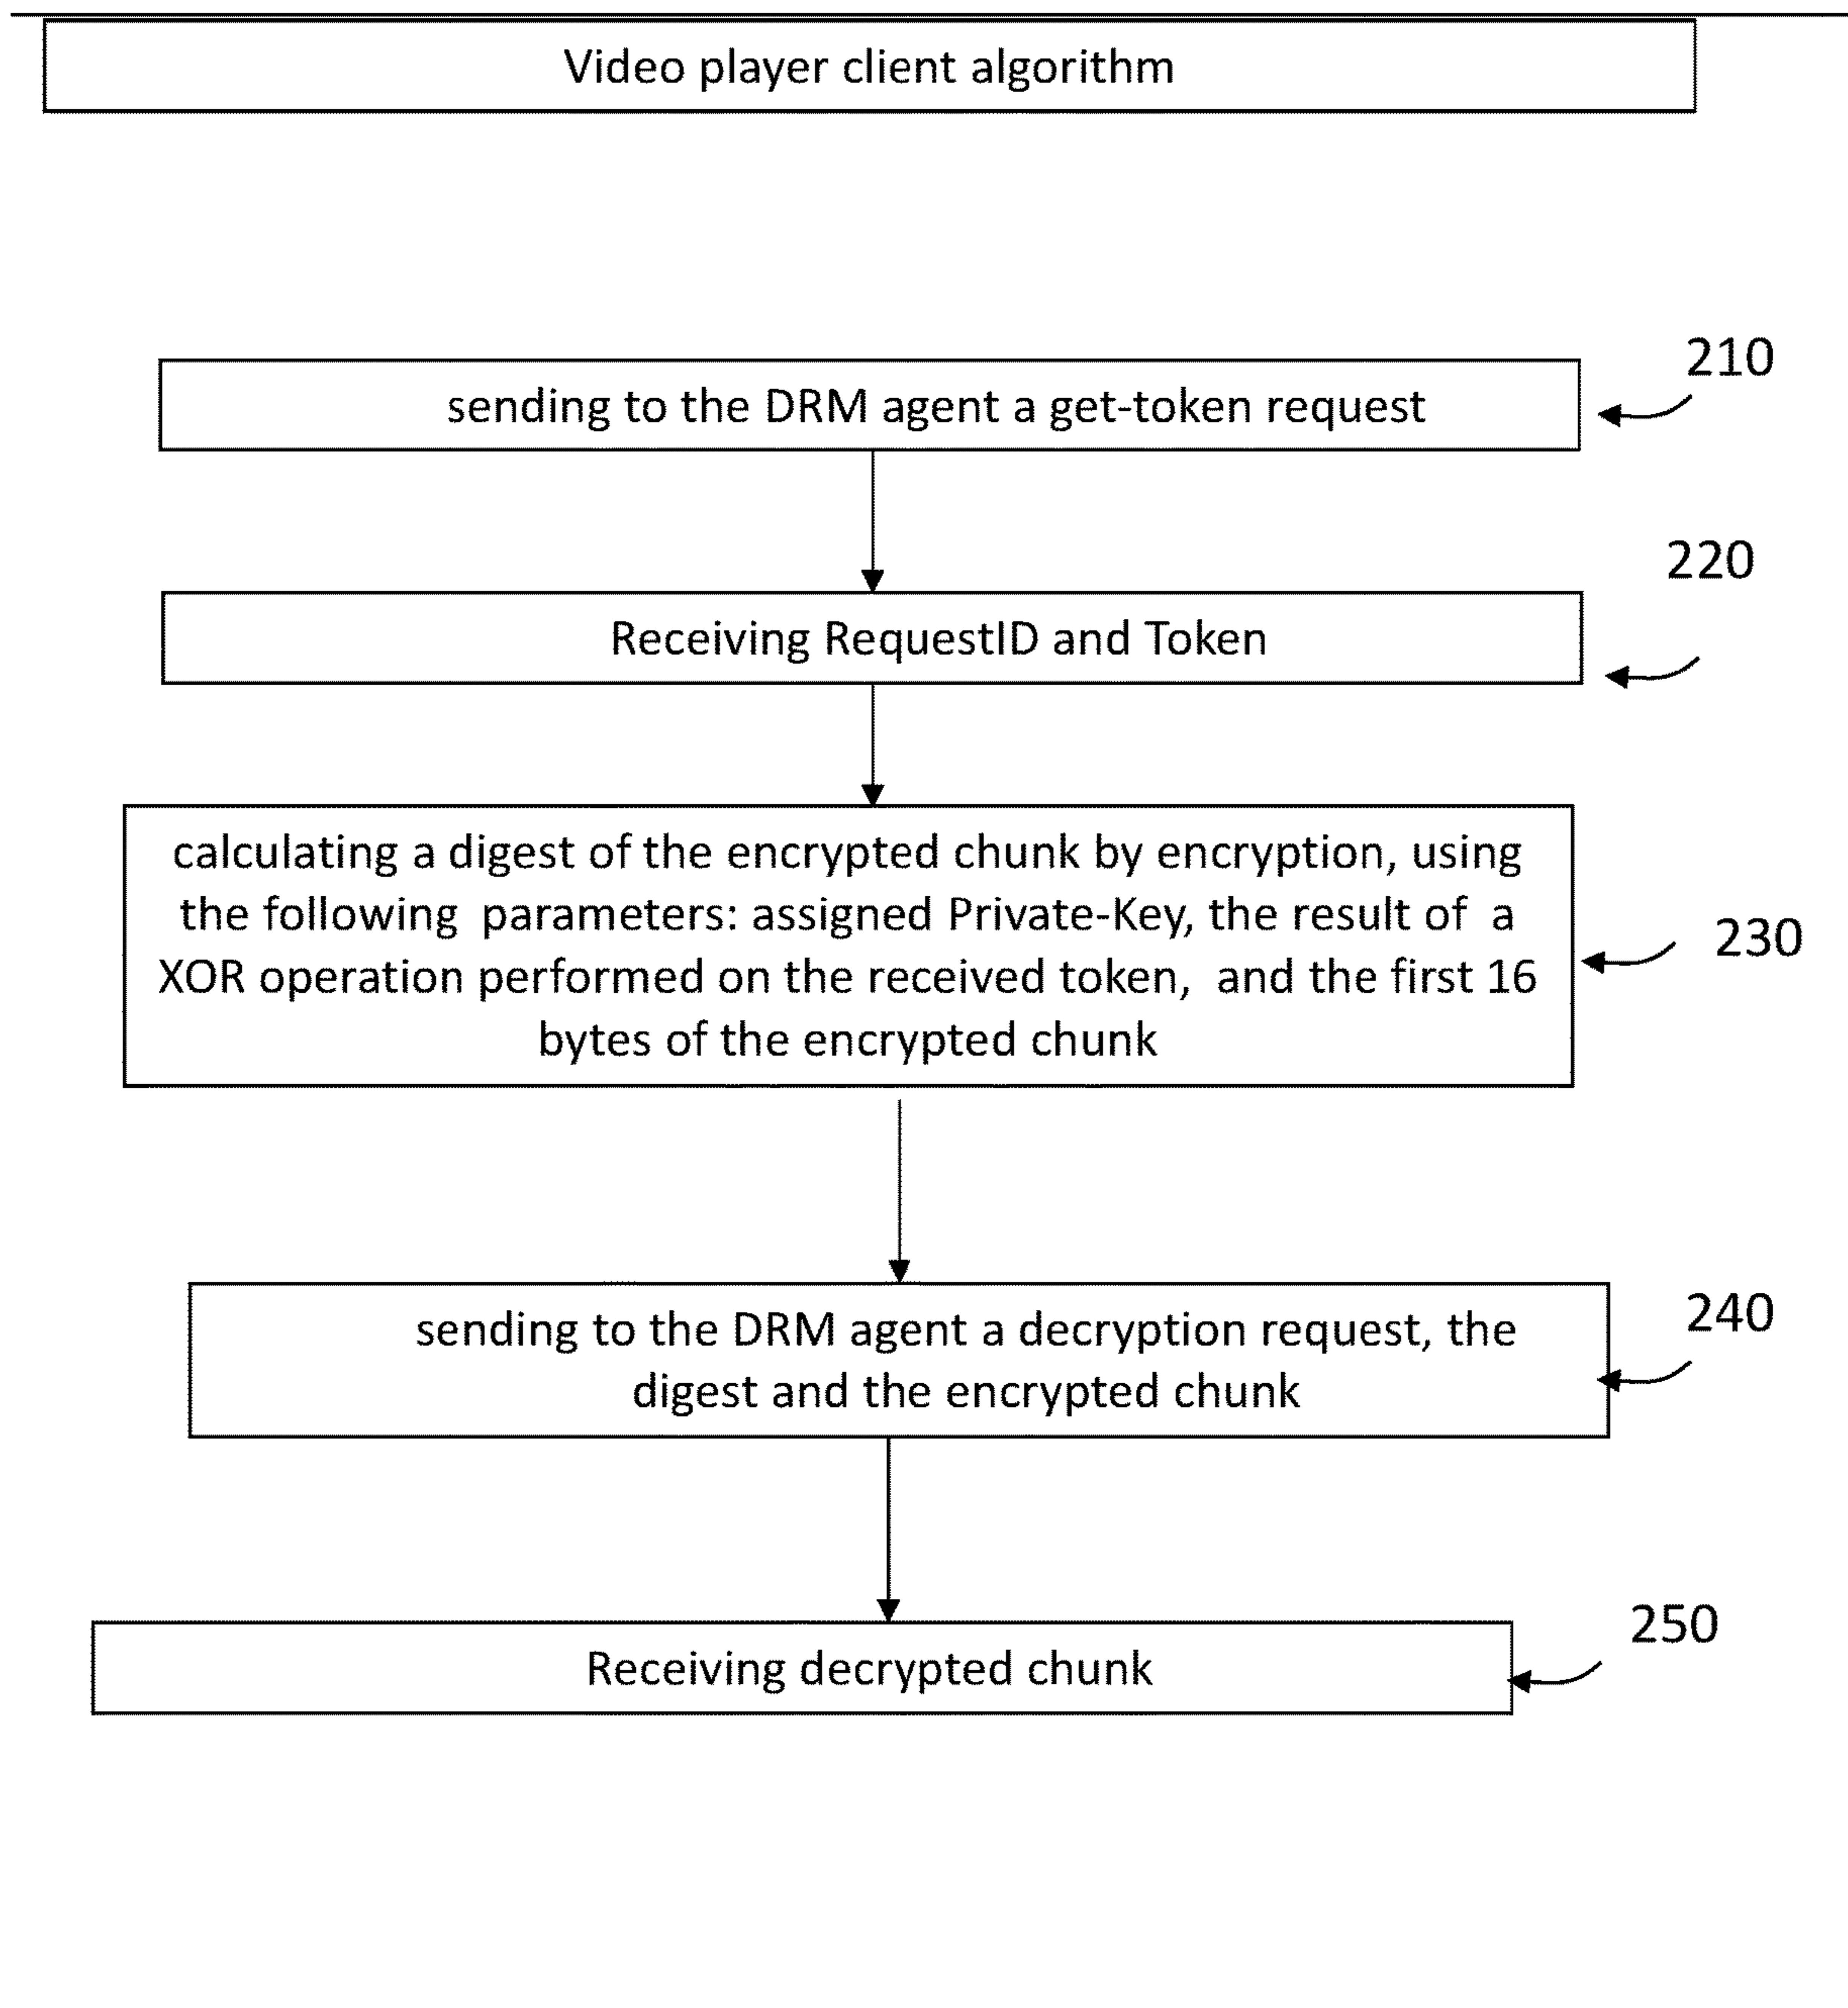 Video player client algorithm
210
sending to the DRM agent a get-token request
220
Receiving RequestID and Token
calculating a digest of the encrypted chunk by encryption, using
the following parameters: assigned Private-Key, the result of a
XOR operation performed on the received token, and the first 16
bytes of the encrypted chunk
230
240
sending to the DRM agent a decryption request, the
digest and the encrypted chunk
250
Receiving decrypted chunk